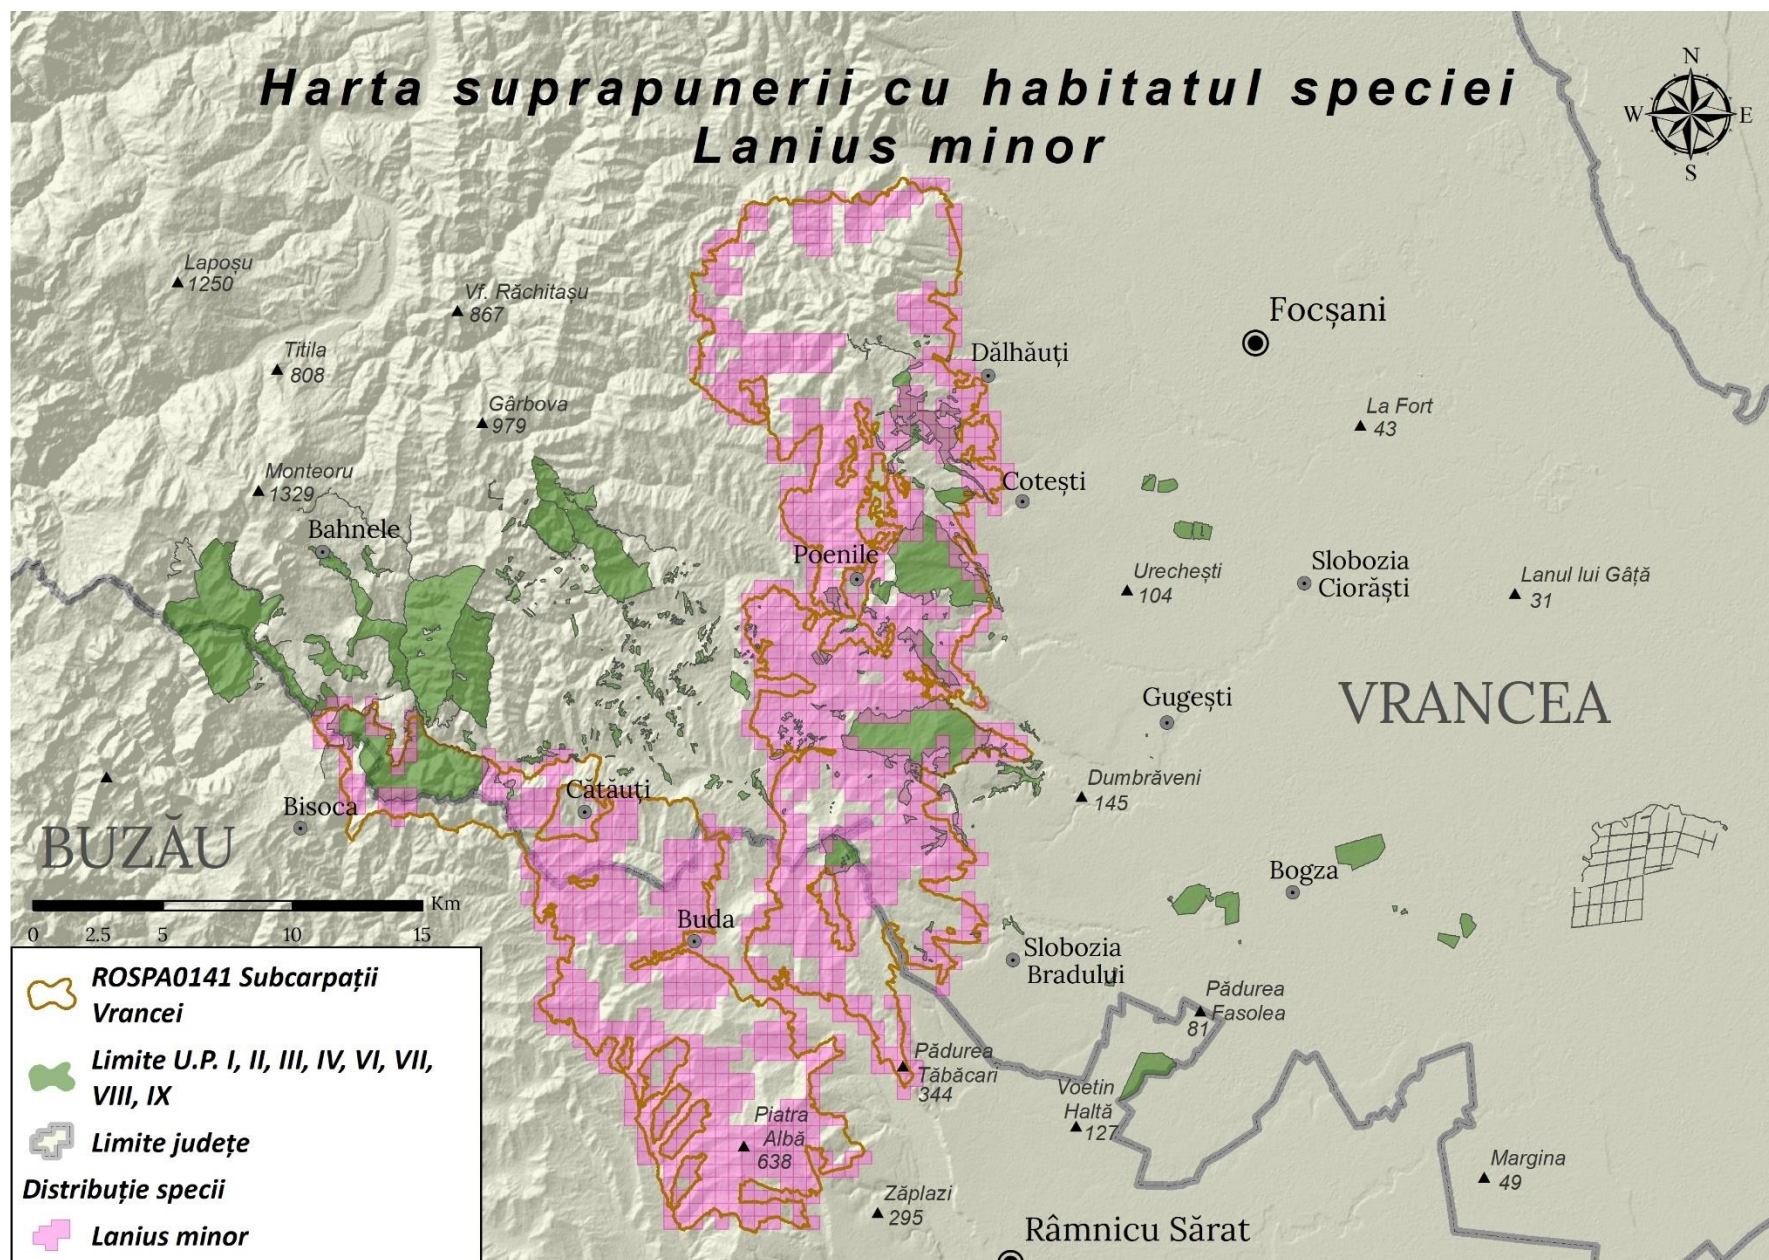 Harta suprapunerii cu habitatul speciei
Lanius minor
N
W
E
S
Lapoșu
1250
Vf. Răchitașu
867
Focșani
Titila
808
Dălhăuți
Gârbova
979
La Fort
43
Monteoru
1329
Cotești
Bahnele
Poenile
Urechești
104
Slobozia
Ciorăști
Lanul lui Gâță
31
Gugești
VRANCEA
Dumbrăveni
145
Cătăuți
Bisoca
BUZĂU
Bogza
Km
0 2.5 5 10 15
Buda
Slobozia
Bradului
Pădurea
Fasolea
81
Pădurea
Tăbăcari
344
Voetin
Haltă
127
Piatra
Albă
638
Margina
49
Zăplazi
295
Râmnicu Sărat
ROSPA0141 Subcarpații
Vrancei
Limite U.P. I, II, III, IV, VI, VII,
VIII, IX
Limite județe
Distribuție specii
Lanius minor